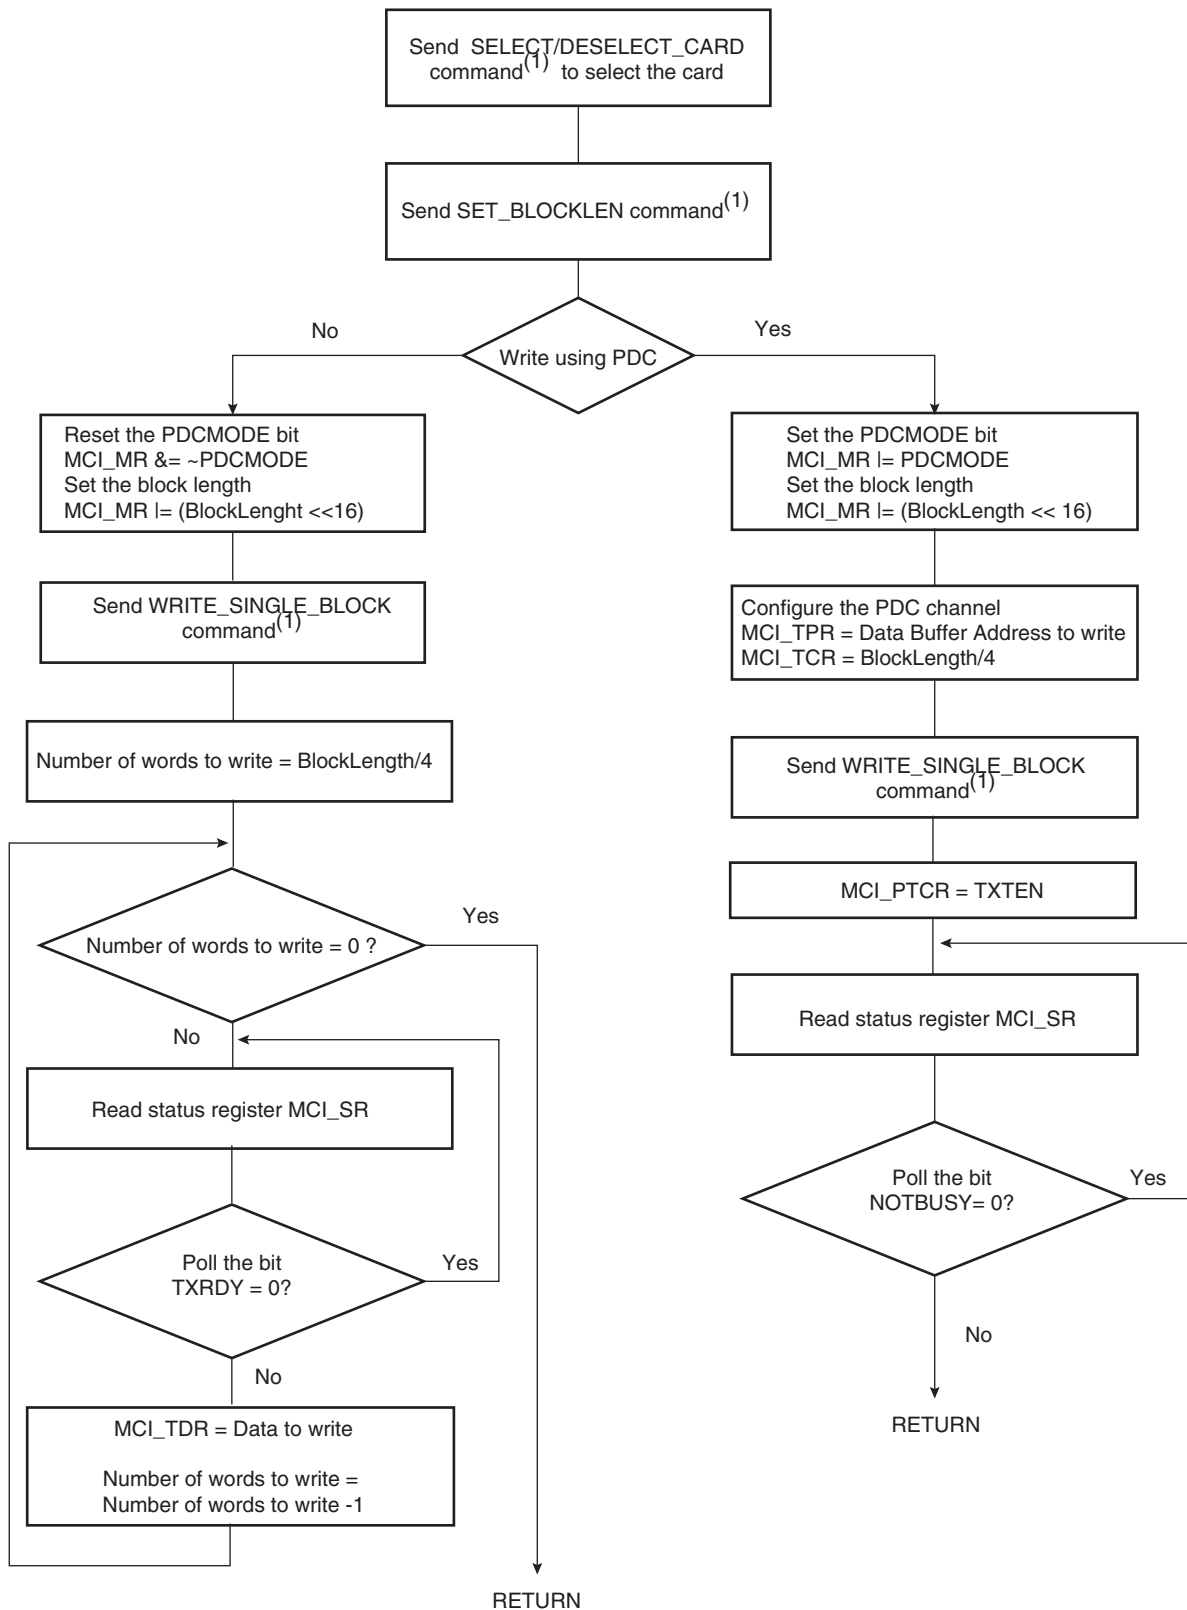 Send SELECT/DESELECT_CARD
command(1) to select the card
Send SET_BLOCKLEN command(1)
Write using PDC
No
Yes
Reset the PDCMODE bit
MCI_MR &= ~PDCMODE
Set the block length
MCI_MR |= (BlockLenght <<16)
Send WRITE_SINGLE_BLOCK
command(1)
Number of words to write = BlockLength/4
Number of words to write = 0 ?
Yes
No
Read status register MCI_SR
Poll the bit
TXRDY = 0?
Yes
No
MCI_TDR = Data to write
Number of words to write =
Number of words to write -1
RETURN
Set the PDCMODE bit
MCI_MR |= PDCMODE
Set the block length
MCI_MR |= (BlockLength << 16)
Configure the PDC channel
MCI_TPR = Data Buffer Address to write
MCI_TCR = BlockLength/4
Send WRITE_SINGLE_BLOCK
command(1)
MCI_PTCR = TXTEN
Read status register MCI_SR
Poll the bit
NOTBUSY= 0?
Yes
No
RETURN